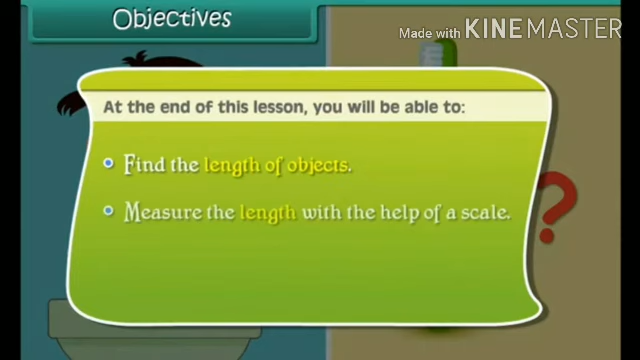 Objectives
Made with KINEMASTER
At the end of this lesson, you will be able to:
Find the length of objects.
Measure the length with the help of a scale.
?